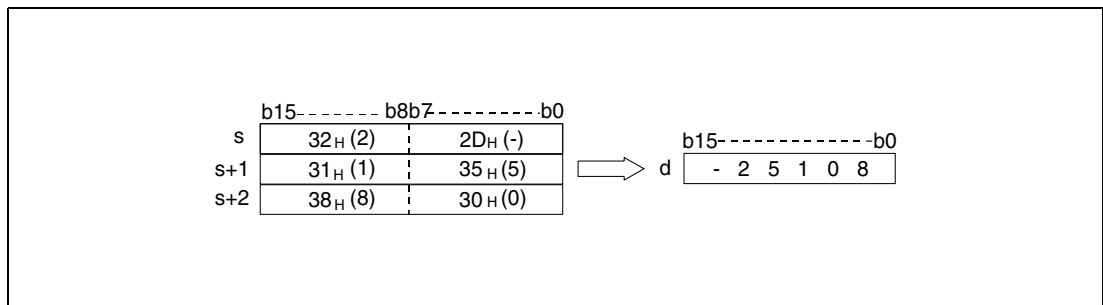 b15------- b8b7----------b0
s 32H (2) 2DH (-)
s+1 31H (1) 35H (5)
s+2 38H (8) 30H (0)
b15--------------b0
d - 2 5 1 0 8